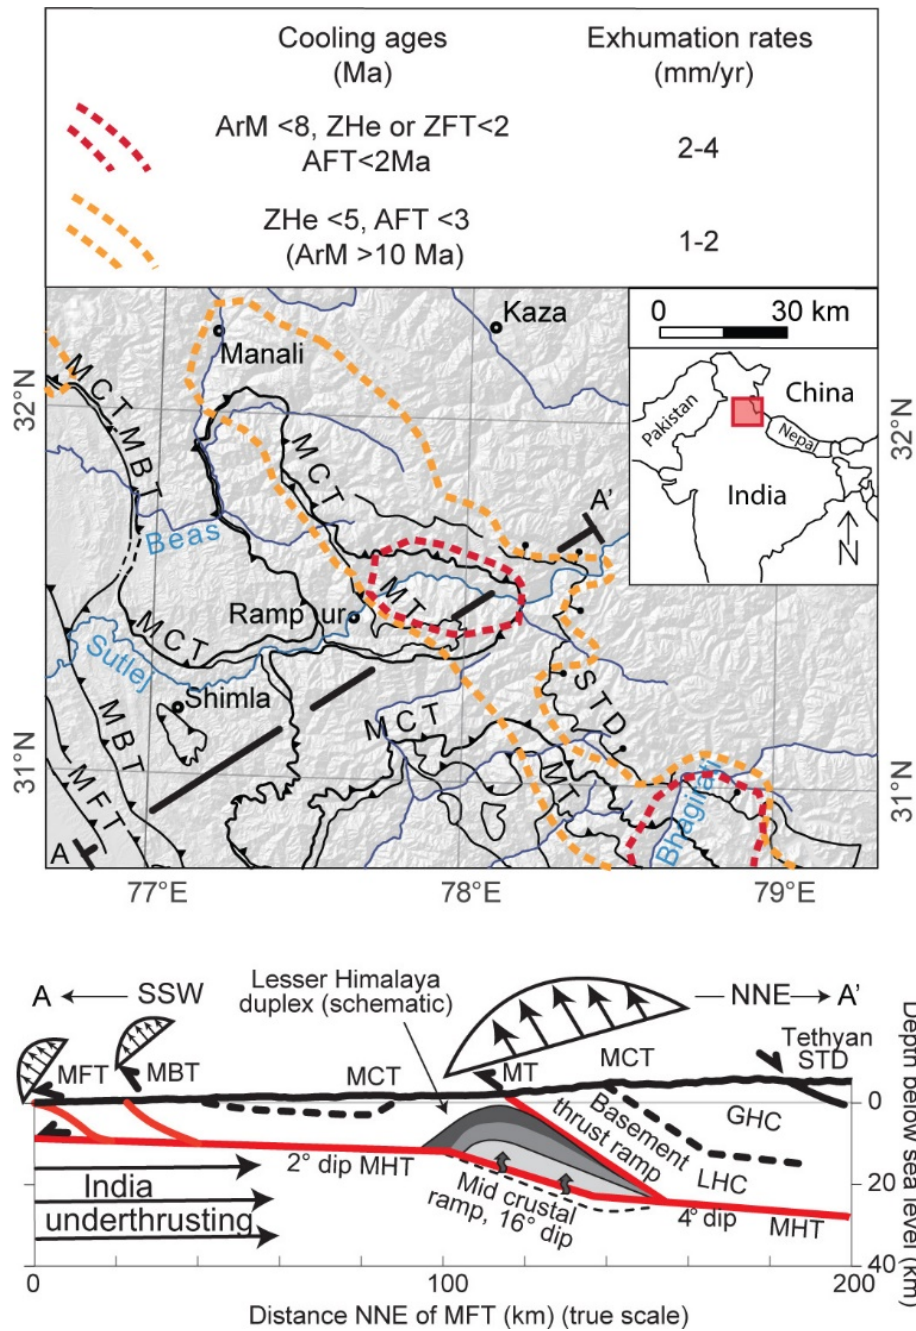 Cooling ages
(Ma)
Exhumation rates
(mm/yr)
ArM <8, ZHe or ZFT<2
AFT<2Ma
2-4
ZHe <5, AFT <3
(ArM >10 Ma)
1-2
0 30 km
China
Pakistan
Nepal
India
N
32°N
31°N
32°N
31°N
77°E
78°E
79°E
Kaza
Manali
MCT
MBT
MCT
A'
Beas
Rampur
MT
MCT
Sutlej
Shimla
MBT
MFT
A
MCT
STD
MT
Bhagirati
A
SSW
Lesser Himalaya
duplex (schematic)
NNE
A'
Tethyan
STD
MFT
MBT
MCT
MT
MCT
GHC
Basement
thrust ramp
LHC
2° dip MHT
Mid crustal
ramp, 16° dip
4° dip
MHT
India
underthrusting
0
20
40
Depth below sea level (km)
0
100
200
Distance NNE of MFT (km) (true scale)